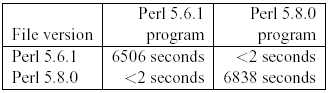 Perl 5.6.1 Perl 5.8.0
File version program program
Perl 5.6.1 6506 seconds <2 seconds
Perl 5.8.0 <2 seconds 6838 seconds